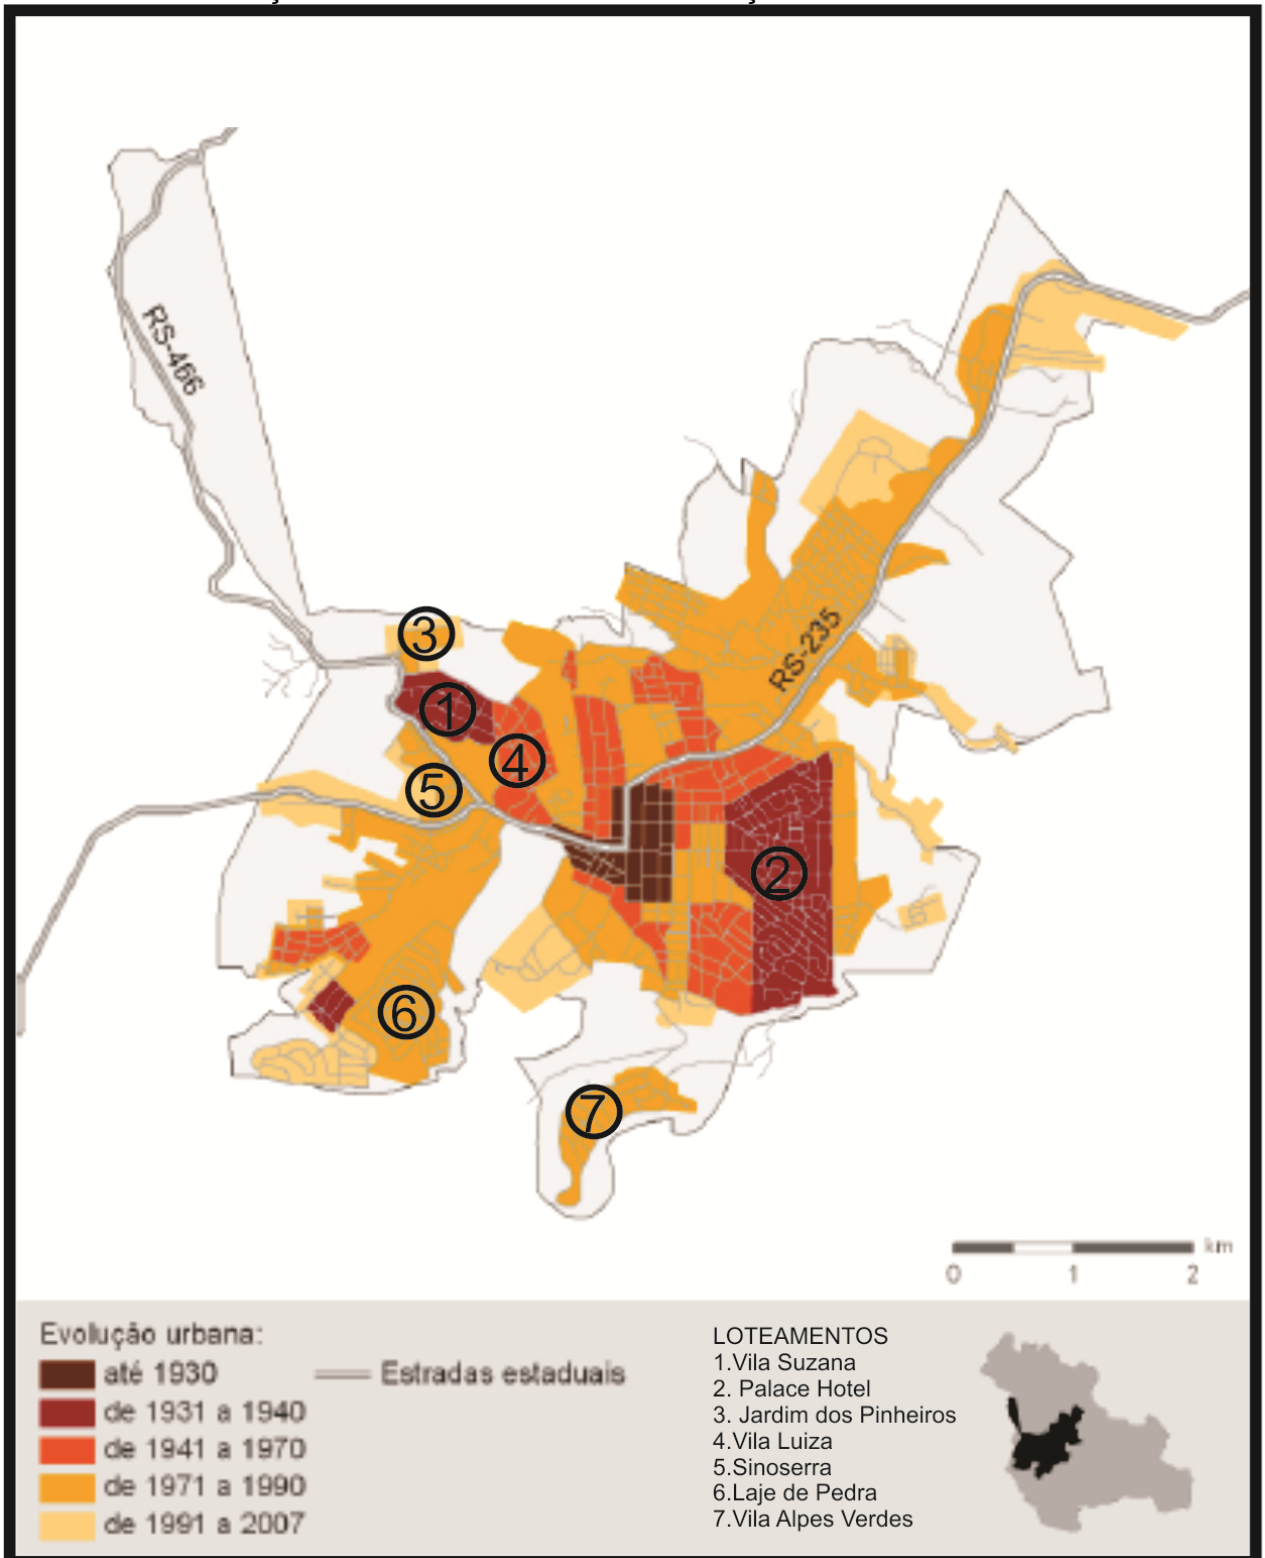 RS-466
RS-235
3
1
4
5
2
6
7
km
0 1 2
Evolução urbana:
até 1930
Estradas estaduais
de 1931 a 1940
de 1941 a 1970
de 1971 a 1990
de 1991 a 2007
LOTEAMENTOS
1.Vila Suzana
2. Palace Hotel
3. Jardim dos Pinheiros
4.Vila Luiza
5.Sinoserra
6.Laje de Pedra
7.Vila Alpes Verdes